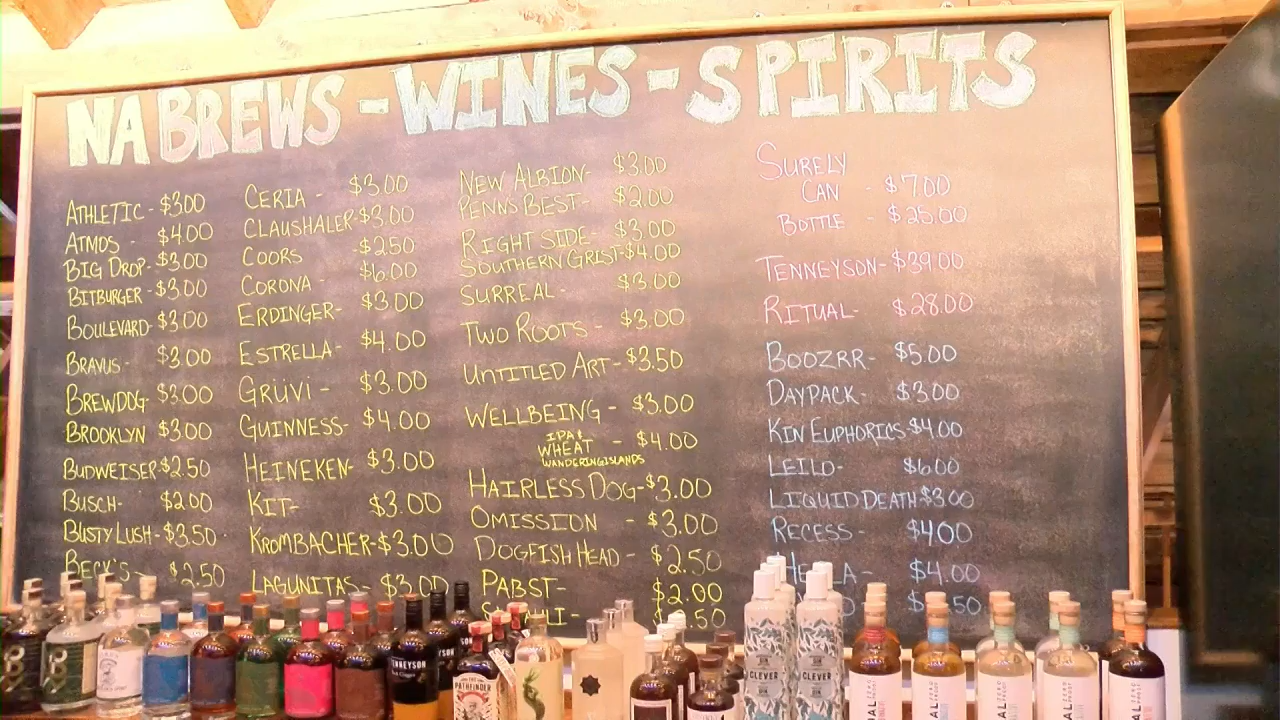 NA BREWS - WINES - SPIRITS
ATHLETIC - $3.00
ATMOS - $4.00
BIG DROP - $3.00
BITBURGER - $3.00
BOULEVARD - $3.00
BRAVUS - $3.00
BREWDOG - $3.00
BROOKLYN $3.00
BUDWEISER - $2.50
BUSCH - $2.00
BUSTY LUSH - $3.50
BECK'S - $2.50
CERIA - $3.00
CLAUSHALER - $3.00
COORS - $2.50
CORONA - $6.00
ERDINGER - $3.00
ESTRELLA - $4.00
GRÜVI - $3.00
GUINNESS - $4.00
HEINEKEN - $3.00
KIT - $3.00
KROMBACHER - $3.00
LAGUNITAS - $3.00
NEW ALBION - $3.00
PENNS BEST - $2.00
RIGHT SIDE - $3.00
SOUTHERN GRIST - $4.00
SURREAL - $3.00
TWO ROOTS - $3.00
UNTITLED ART - $3.50
WELLBEING - $3.00
IPA &
WHEAT - $4.00
WANDERING ISLANDS
HAIRLESS DOG - $3.00
OMISSION - $3.00
DOGFISH HEAD - $2.50
PABST - $2.00
SURELY
CAN - $7.00
BOTTLE - $25.00
TENNEYSON - $39.00
RITUAL - $28.00
BOOZRR - $5.00
DAYPACK - $3.00
KIN EUPHORICS - $4.00
LEILO - $6.00
LIQUID DEATH $3.00
RECESS - $4.00
$4.00
THE
PATHFINDER
CLEVER
CLEVER